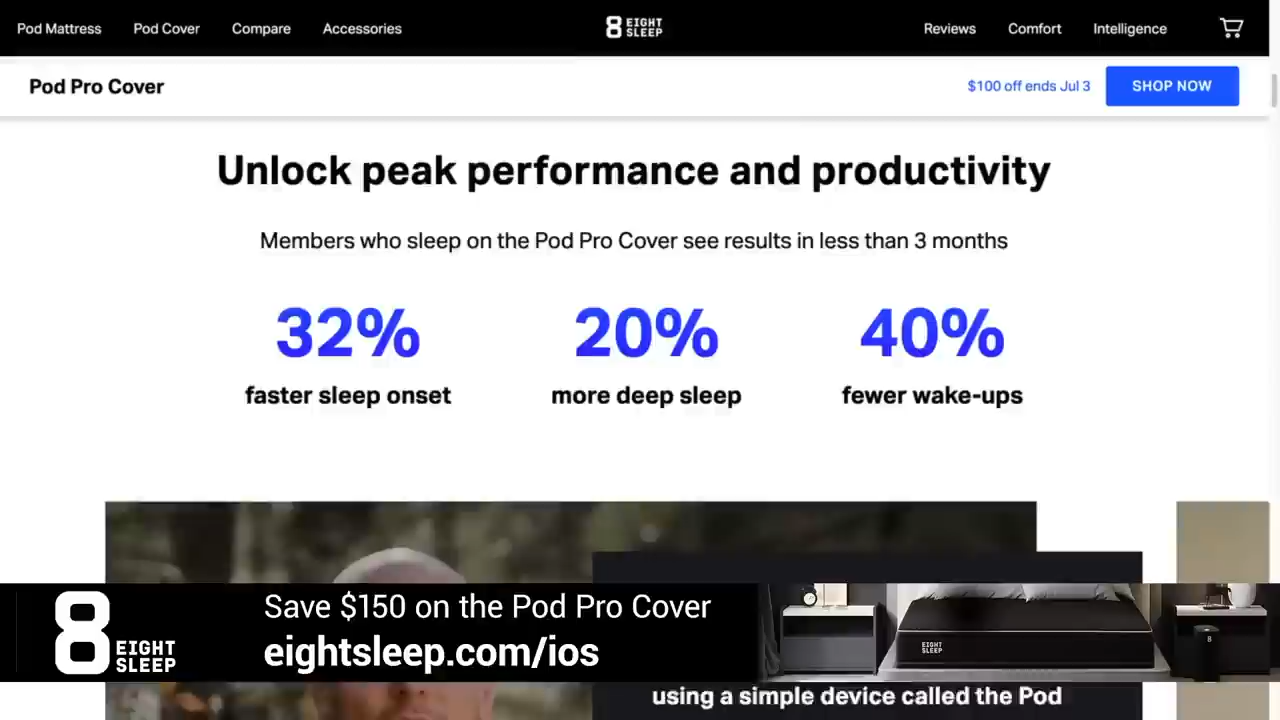 Pod Mattress
Pod Cover
Compare
Accessories
8 EIGHT
SLEEP
Reviews
Comfort
Intelligence
Pod Pro Cover
$100 off ends Jul 3
SHOP NOW
Unlock peak performance and productivity
Members who sleep on the Pod Pro Cover see results in less than 3 months
32%
faster sleep onset
20%
more deep sleep
40%
fewer wake-ups
8 EIGHT
SLEEP
Save $150 on the Pod Pro Cover
eightsleep.com/ios
EIGHT
SLEEP
8
using a simple device called the Pod